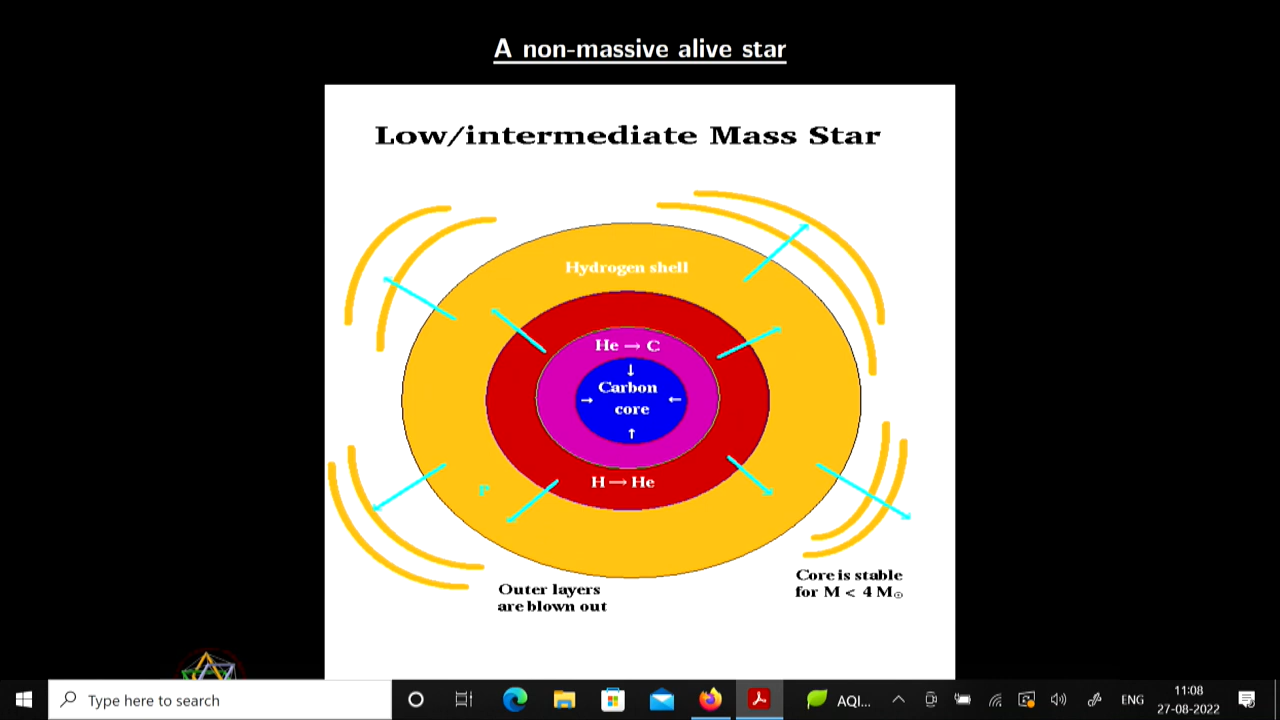 A non-massive alive star
Low/intermediate Mass Star
Hydrogen shell
He → C
Carbon
core
H → He
Outer layers
are blown out
Core is stable
for M < 4 M☉
Type here to search
AQI...
ENG
11:08
27-08-2022